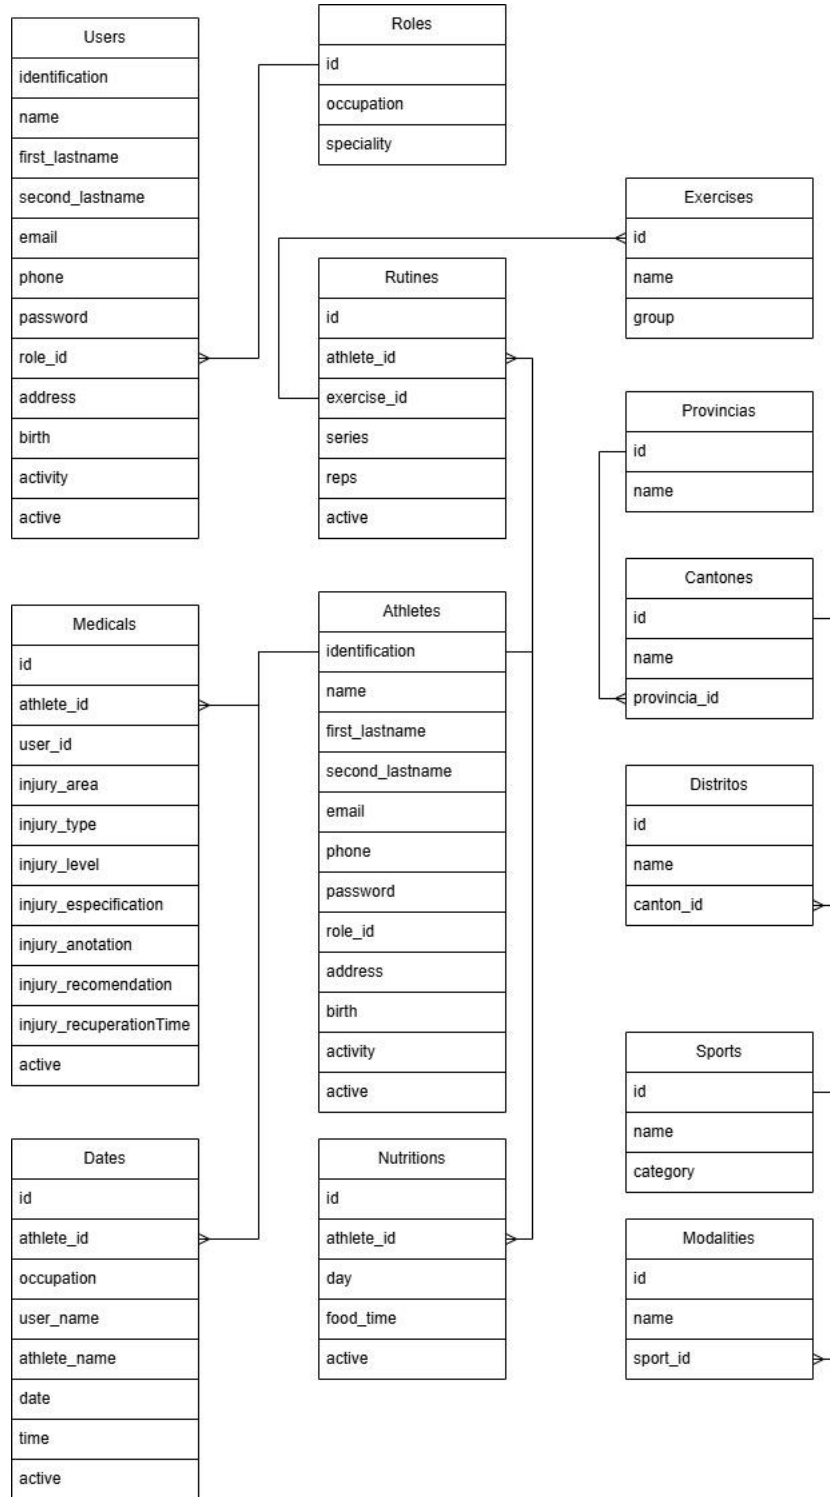 Users
identification
name
first_lastname
second_lastname
email
phone
password
role_id
address
birth
activity
active
Roles
id
occupation
speciality
Exercises
id
name
group
Rutines
id
athlete_id
exercise_id
series
reps
active
Provincias
id
name
Cantones
id
name
provincia_id
Medicals
id
athlete_id
user_id
injury_area
injury_type
injury_level
injury_especification
injury_anotation
injury_recomendation
injury_recuperationTime
active
Athletes
identification
name
first_lastname
second_lastname
email
phone
password
role_id
address
birth
activity
active
Distritos
id
name
canton_id
Sports
id
name
category
Dates
id
athlete_id
occupation
user_name
athlete_name
date
time
active
Nutritions
id
athlete_id
day
food_time
active
Modalities
id
name
sport_id